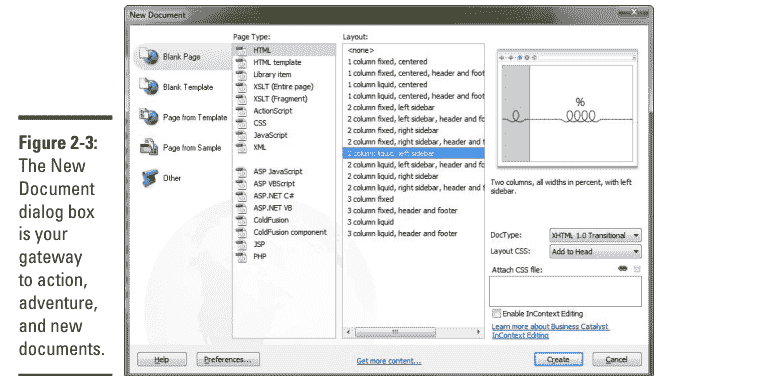 New Document
Blank Page
Blank Template
Page from Template
Page from Sample
Other
Page Type:
HTML
HTML template
Library item
XSLT (Entire page)
XSLT (Fragment)
ActionScript
CSS
JavaScript
XML
ASP JavaScript
ASP VBScript
ASP.NET C#
ASP.NET VB
ColdFusion
ColdFusion component
JSP
PHP
Layout:
<none>
1 column fixed, centered
1 column fixed, centered, header and foot
1 column liquid, centered
1 column liquid, centered, header and foot
2 column fixed, left sidebar
2 column fixed, left sidebar, header and fo
2 column fixed, right sidebar
2 column fixed, right sidebar, header and f
2 column liquid, left sidebar
2 column liquid, left sidebar, header and fo
2 column liquid, right sidebar
2 column liquid, right sidebar, header and f
3 column fixed
3 column fixed, header and footer
3 column liquid
3 column liquid, header and footer
%
Two columns, all widths in percent, with left
sidebar.
DocType: XHTML 1.0 Transitional
Layout CSS: Add to Head
Attach CSS file:
Enable InContext Editing
Learn more about Business Catalyst
InContext Editing
Help
Preferences...
Get more content...
Create
Cancel
Figure 2-3:
The New
Document
dialog box
is your
gateway
to action,
adventure,
and new
documents.